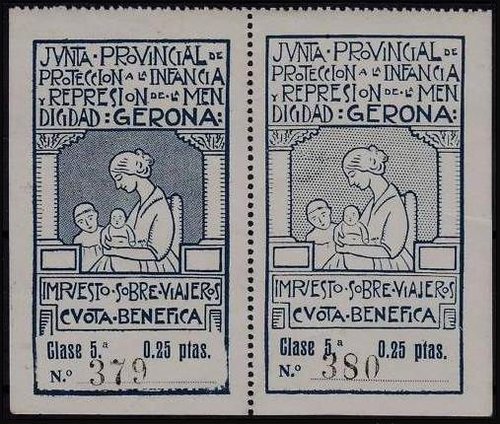 JVNTA · PROVINCIAL DE
PROTECCION A LA INFANCIA
Y REPRESION DE · LA MEN
DIGIDAD : GERONA :
IMPVESTO · SOBRE · VIAJEROS
CVOTA · BENEFICA
Clase 5.ª 0.25 ptas.
N.º 379
JVNTA · PROVINCIAL DE
PROTECCION A LA INFANCIA
Y REPRESION DE · LA MEN
DIGIDAD : GERONA :
IMPVESTO · SOBRE · VIAJEROS
CVOTA · BENEFICA
Clase 5.ª 0.25 ptas.
N.º 380